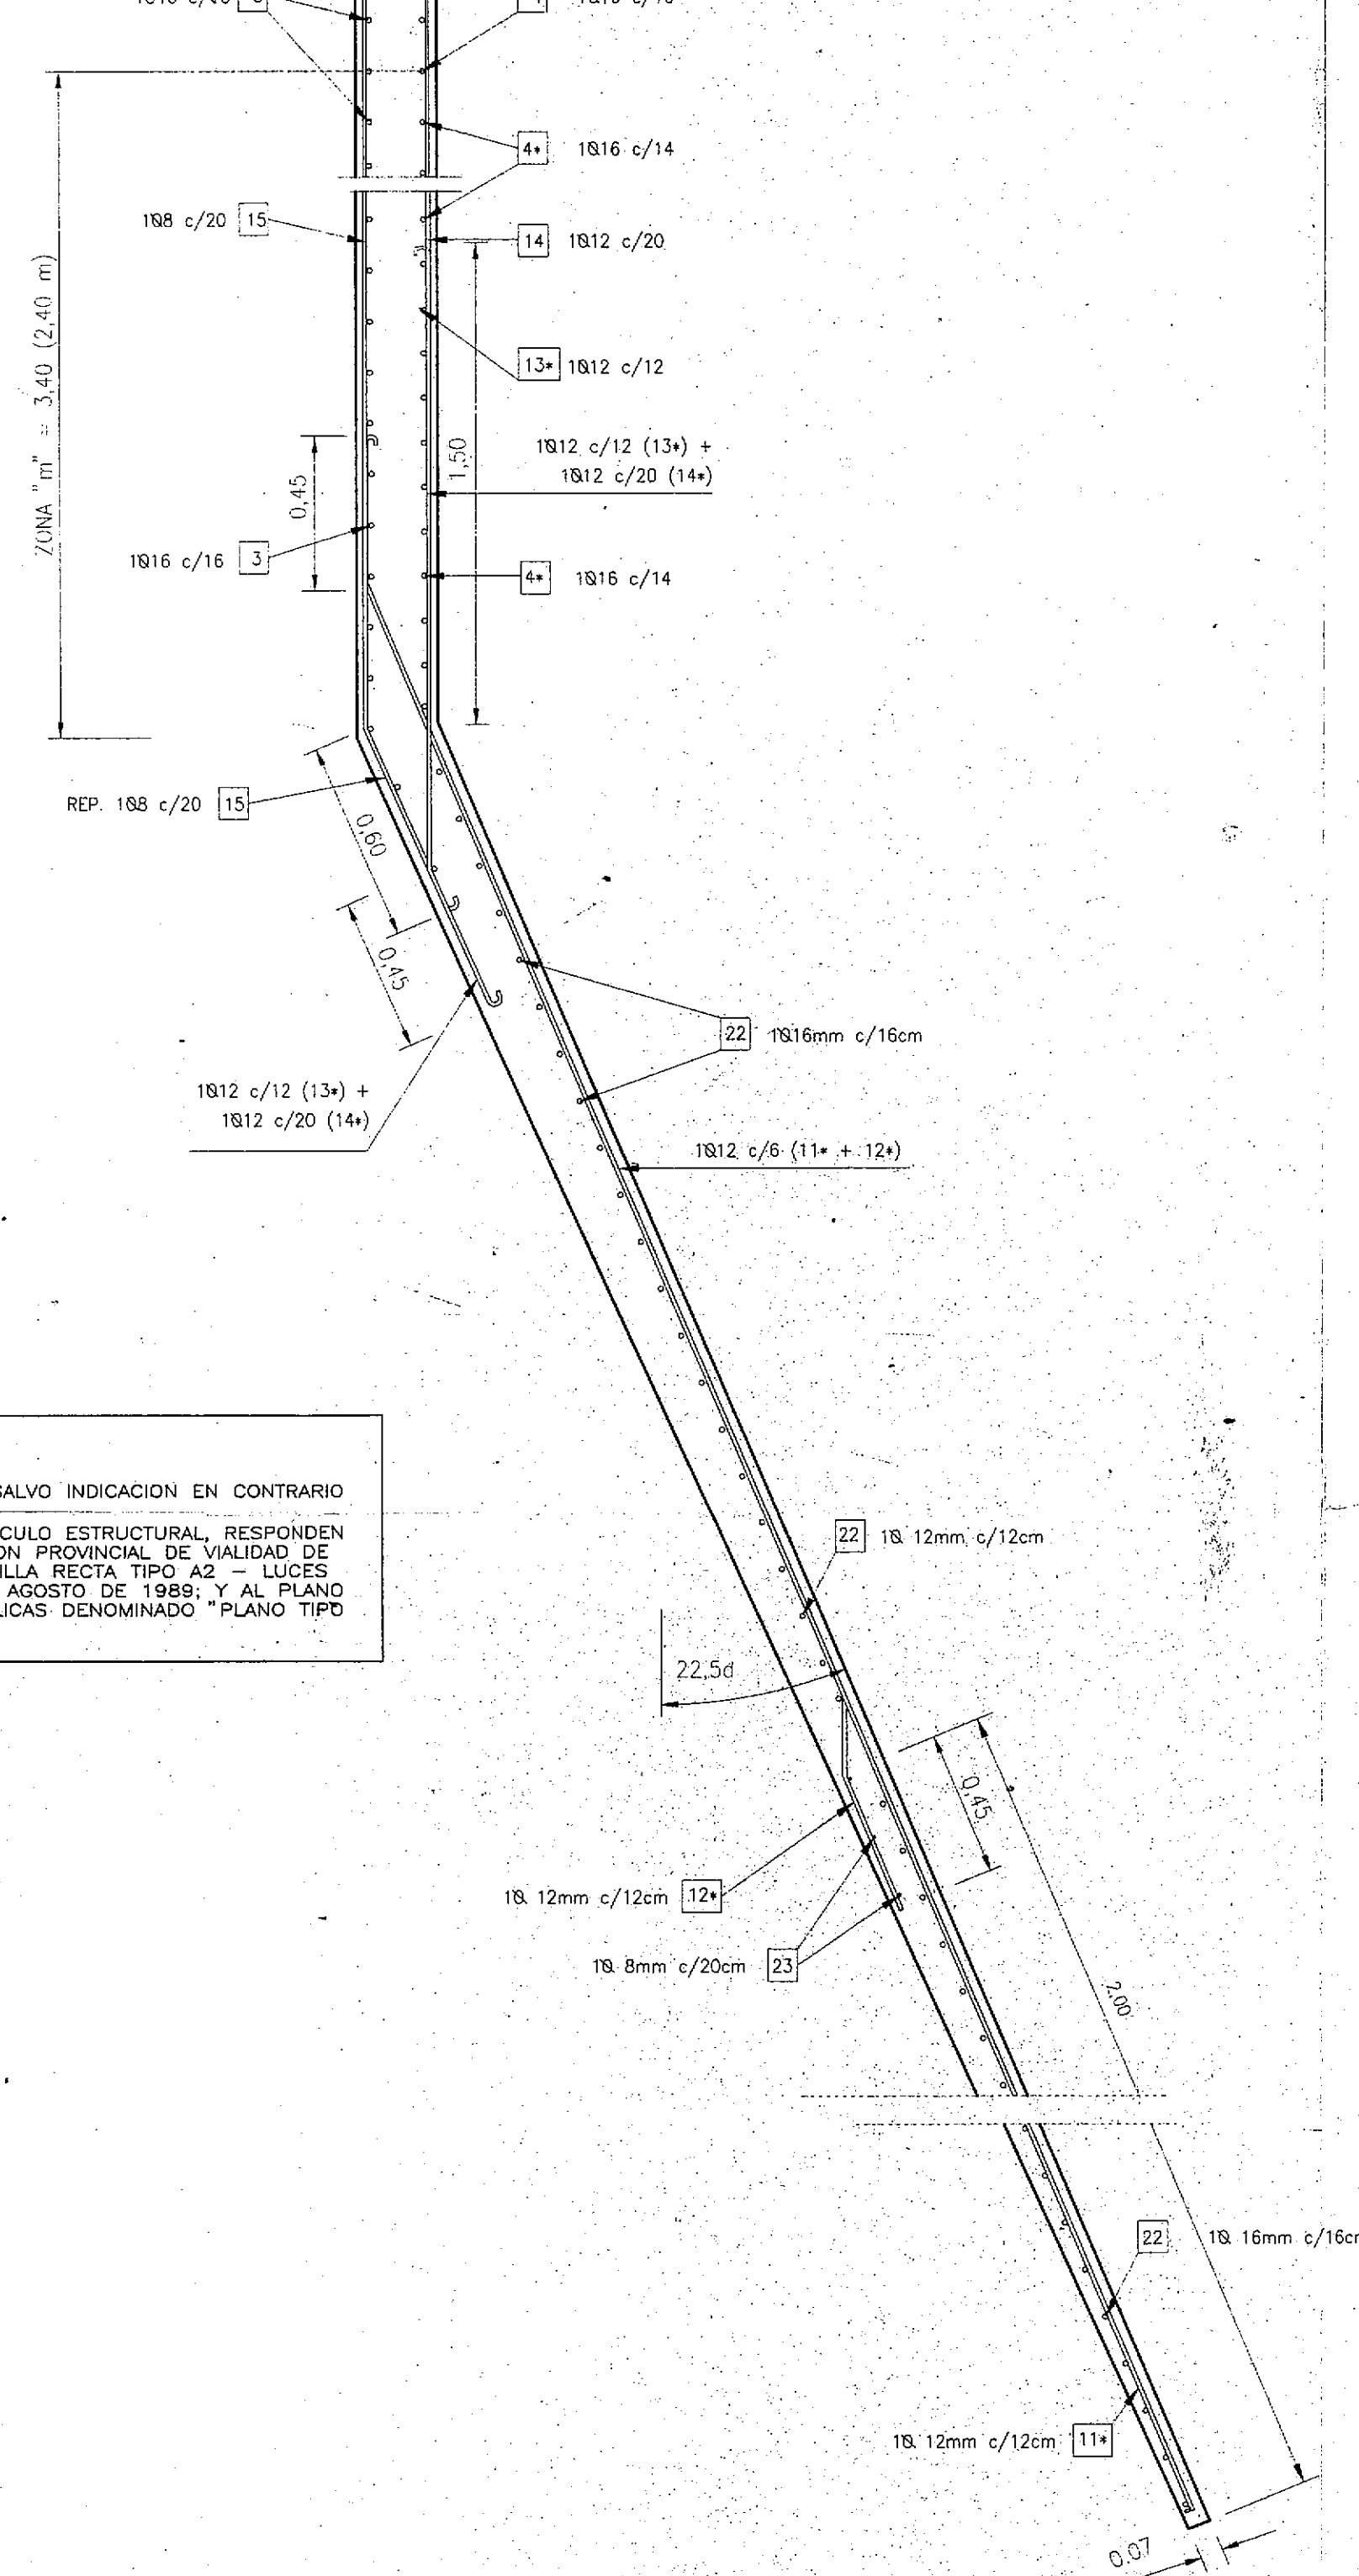 4* 1Ø16 c/14
1Ø8 c/20 15
14 1Ø12 c/20
ZONA "m" = 3,40 (2,40 m)
13* 1Ø12 c/12
1,50
1Ø12 c/12 (13*) +
1Ø12 c/20 (14*)
0,45
1Ø16 c/16 3
4* 1Ø16 c/14
REP. 1Ø8 c/20 15
0,60
0,45
22 1Ø16mm c/16cm
1Ø12 c/12 (13*) +
1Ø12 c/20 (14*)
1Ø12 c/6 (11* + 12*)
SALVO INDICACION EN CONTRARIO
CULO ESTRUCTURAL, RESPONDEN
ON PROVINCIAL DE VIALIDAD DE
ILLA RECTA TIPO A2 – LUCES
AGOSTO DE 1989; Y AL PLANO
LICAS DENOMINADO "PLANO TIPO
22 1Ø 12mm c/12cm
22,5d
0,45
1Ø 12mm c/12cm 12*
1Ø 8mm c/20cm 23
2,00
22 1Ø 16mm c/16cm
1Ø 12mm c/12cm 11*
0,07